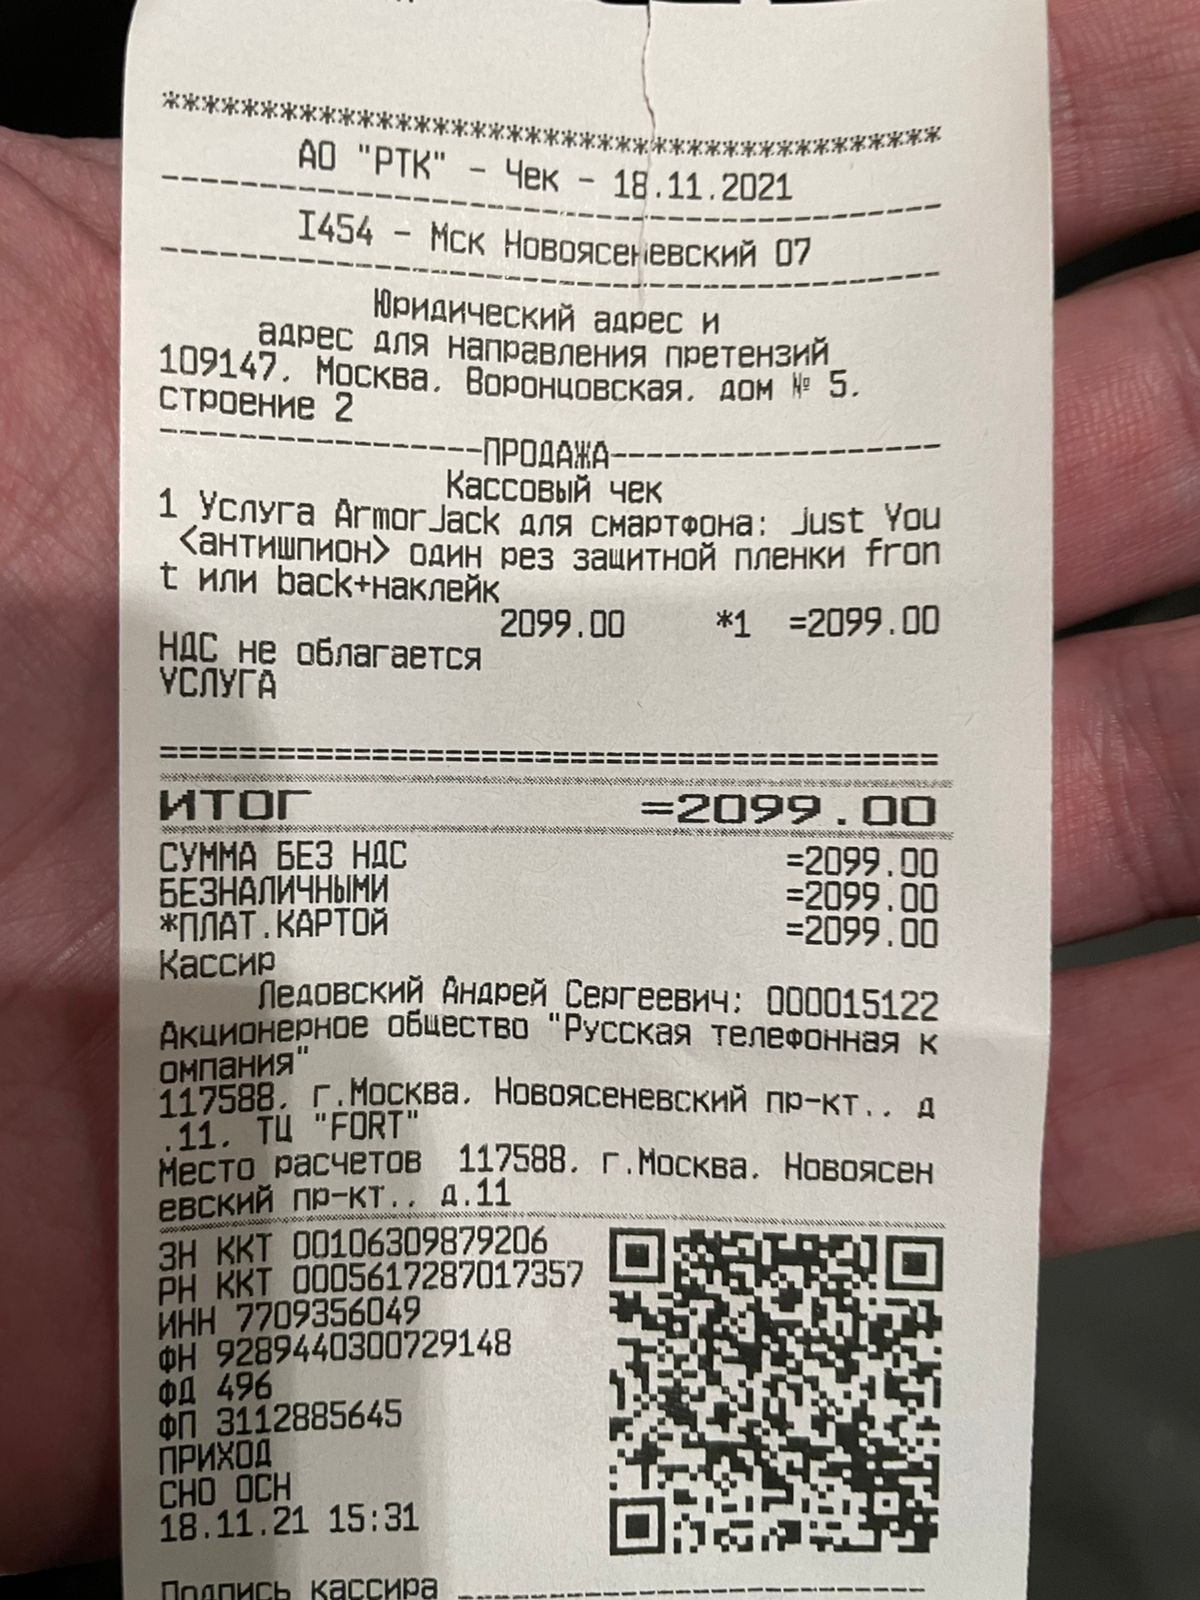 ****************************************
АО "РТК" - Чек - 18.11.2021
----------------------------------------
I454 - Мск Новоясеневский 07
----------------------------------------
Юридический адрес и
адрес для направления претензий
109147, Москва, Воронцовская, дом № 5,
строение 2
-----------------ПРОДАЖА-----------------
Кассовый чек
1 Услуга ArmorJack для смартфона: Just You
<антишпион> один рез защитной пленки fron
t или back+наклейк
2099.00 *1 =2099.00
НДС не облагается
УСЛУГА
========================================
ИТОГ =2099.00
СУММА БЕЗ НДС =2099.00
БЕЗНАЛИЧНЫМИ =2099.00
*ПЛАТ.КАРТОЙ =2099.00
Кассир
Ледовский Андрей Сергеевич; 000015122
Акционерное общество "Русская телефонная к
омпания"
117588, г.Москва, Новоясеневский пр-кт., д
.11, ТЦ "FORT"
Место расчетов 117588, г.Москва, Новоясен
евский пр-кт., д.11
ЗН ККТ 00106309879206
РН ККТ 0005617287017357
ИНН 7709356049
ФН 9289440300729148
ФД 496
ФП 3112885645
ПРИХОД
СНО ОСН
18.11.21 15:31
Подпись кассира